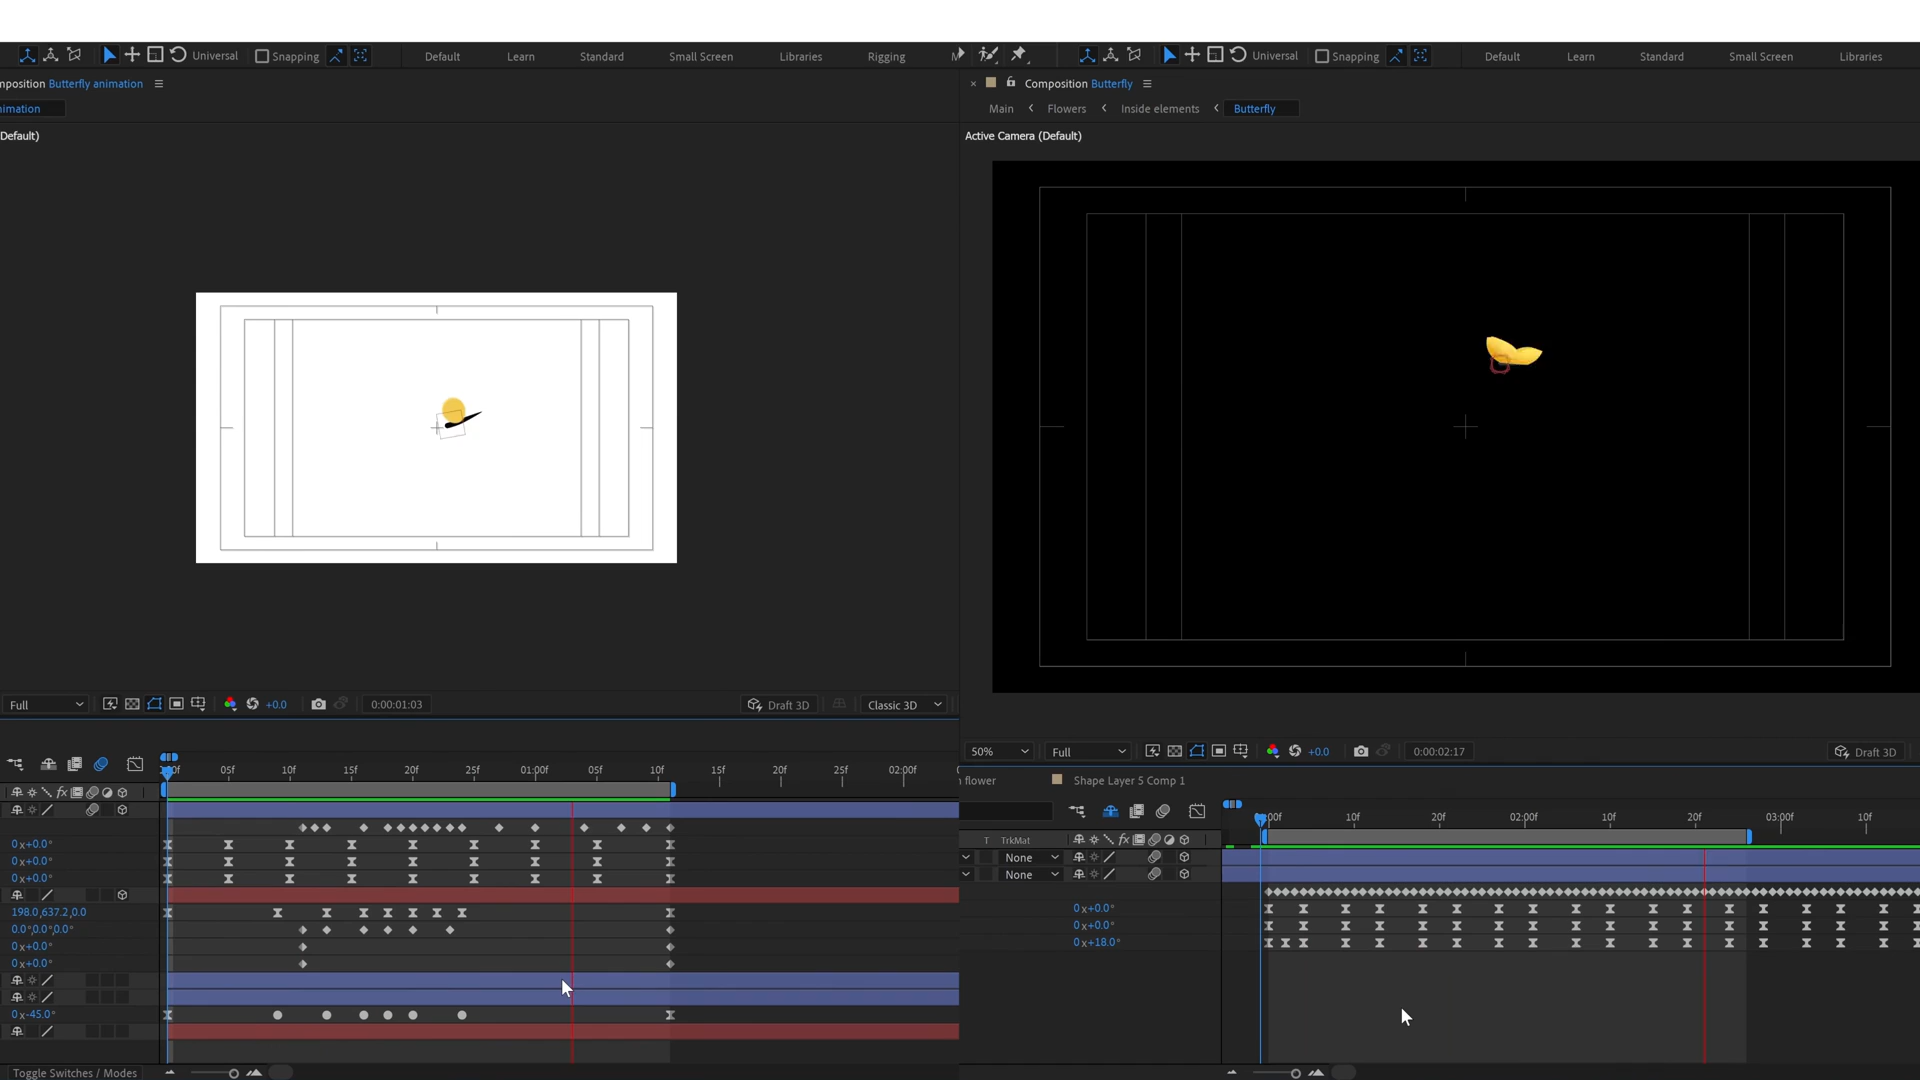 Universal Snapping Default Learn Standard Small Screen Libraries Rigging
Universal Snapping Default Learn Standard Small Screen Libraries
mposition Butterfly animation
nimation
Default)
Composition Butterfly
Main Flowers Inside elements Butterfly
Active Camera (Default)
Full +0.0 0:00:01:03 Draft 3D Classic 3D
50% Full +0.0 0:00:02:17 Draft 3D
:00f 05f 10f 15f 20f 25f 01:00f 05f 10f 15f 20f 25f 02:00f
fx
0x+0.0°
0x+0.0°
0x+0.0°
198.0,637.2,0.0
0.0°,0.0°,0.0°
0x+0.0°
0x+0.0°
0x-45.0°
Toggle Switches / Modes
flower Shape Layer 5 Comp 1
:00f 10f 20f 02:00f 10f 20f 03:00f 10f
T TrkMat fx
None
None
0x+0.0°
0x+0.0°
0x+18.0°